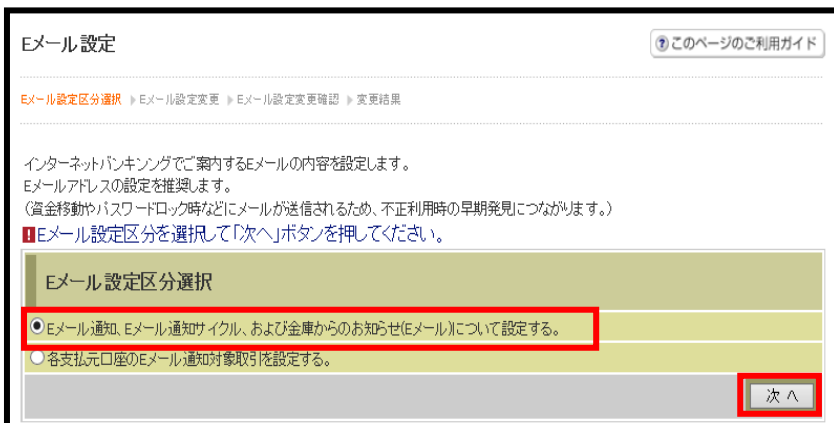 Eメール設定
?このページのご利用ガイド
Eメール設定区分選択 ▶Eメール設定変更 ▶Eメール設定変更確認 ▶変更結果
インターネットバンキンングでご案内するEメールの内容を設定します。
Eメールアドレスの設定を推奨します。
(資金移動やパスワードロック時などにメールが送信されるため、不正利用時の早期発見につながります。)
!Eメール設定区分を選択して「次へ」ボタンを押してください。
Eメール設定区分選択
Eメール通知、Eメール通知サイクル、および金庫からのお知らせ(Eメール)について設定する。
各支払元口座のEメール通知対象取引を設定する。
次 へ